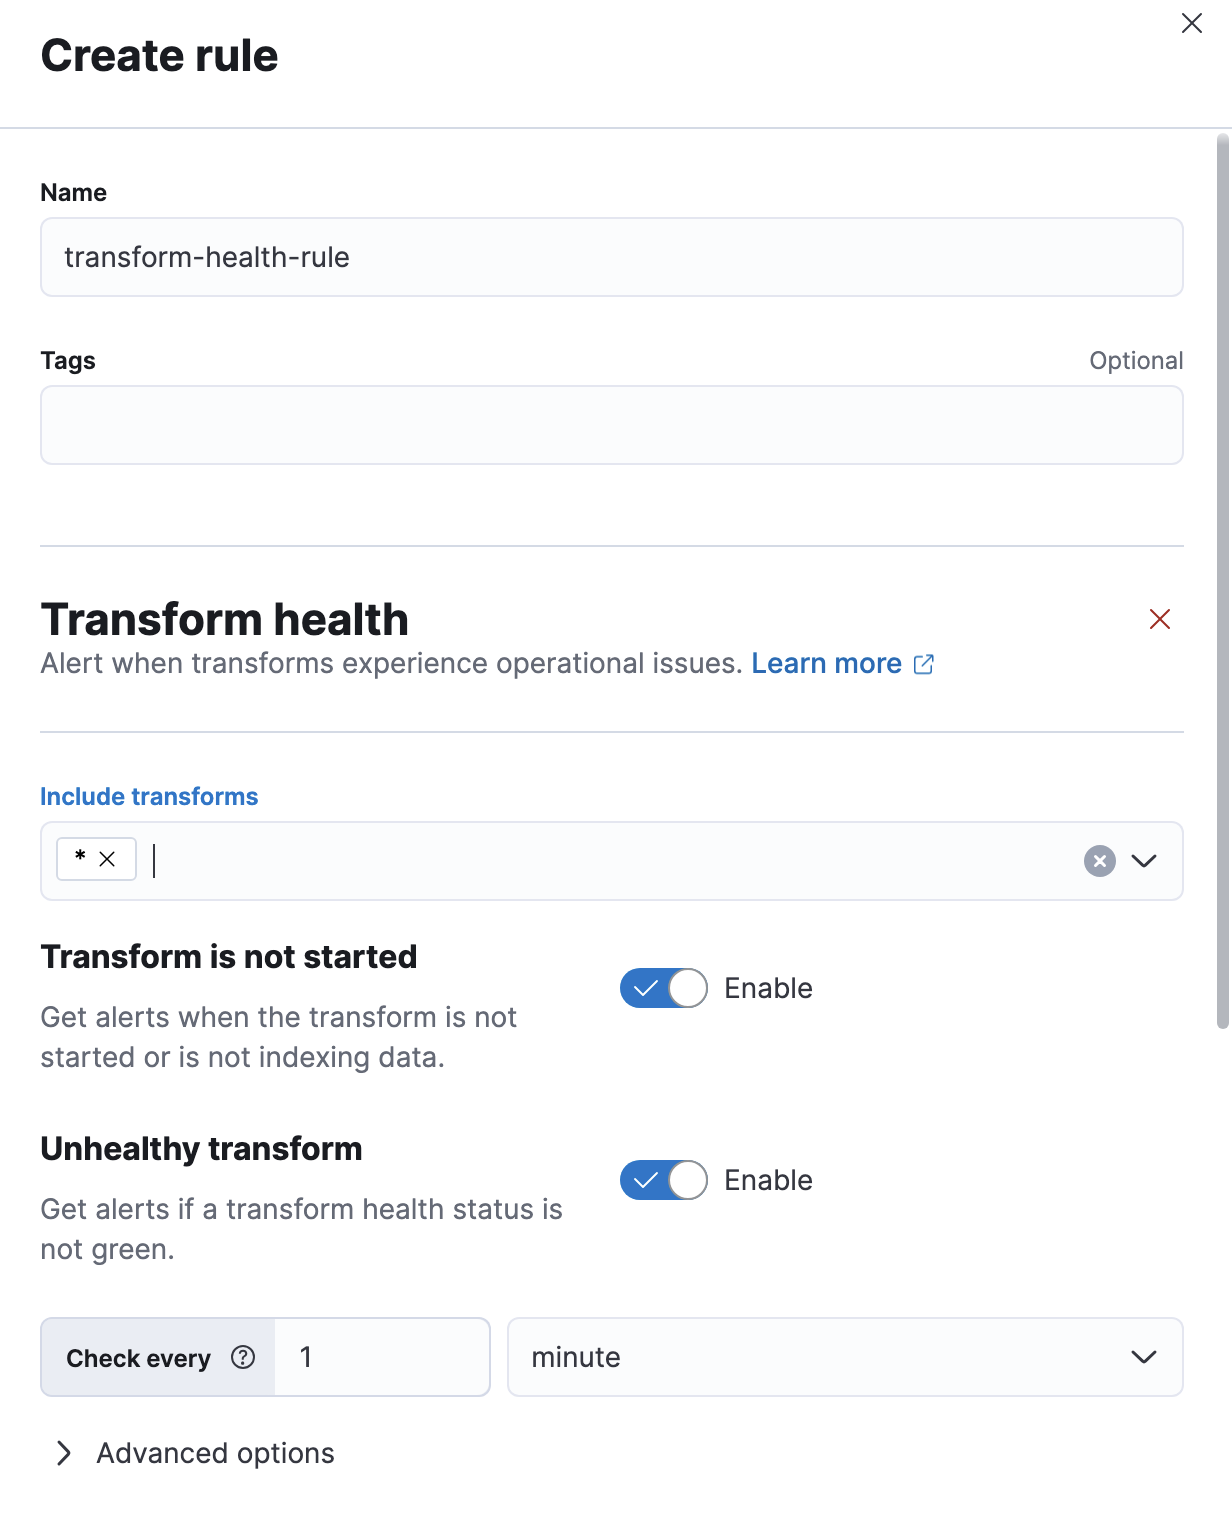 Create rule
Name
transform-health-rule
Tags
Optional
Transform health
Alert when transforms experience operational issues. Learn more
Include transforms
*
Transform is not started
Enable
Get alerts when the transform is not
started or is not indexing data.
Unhealthy transform
Enable
Get alerts if a transform health status is
not green.
Check every 1 minute
Advanced options